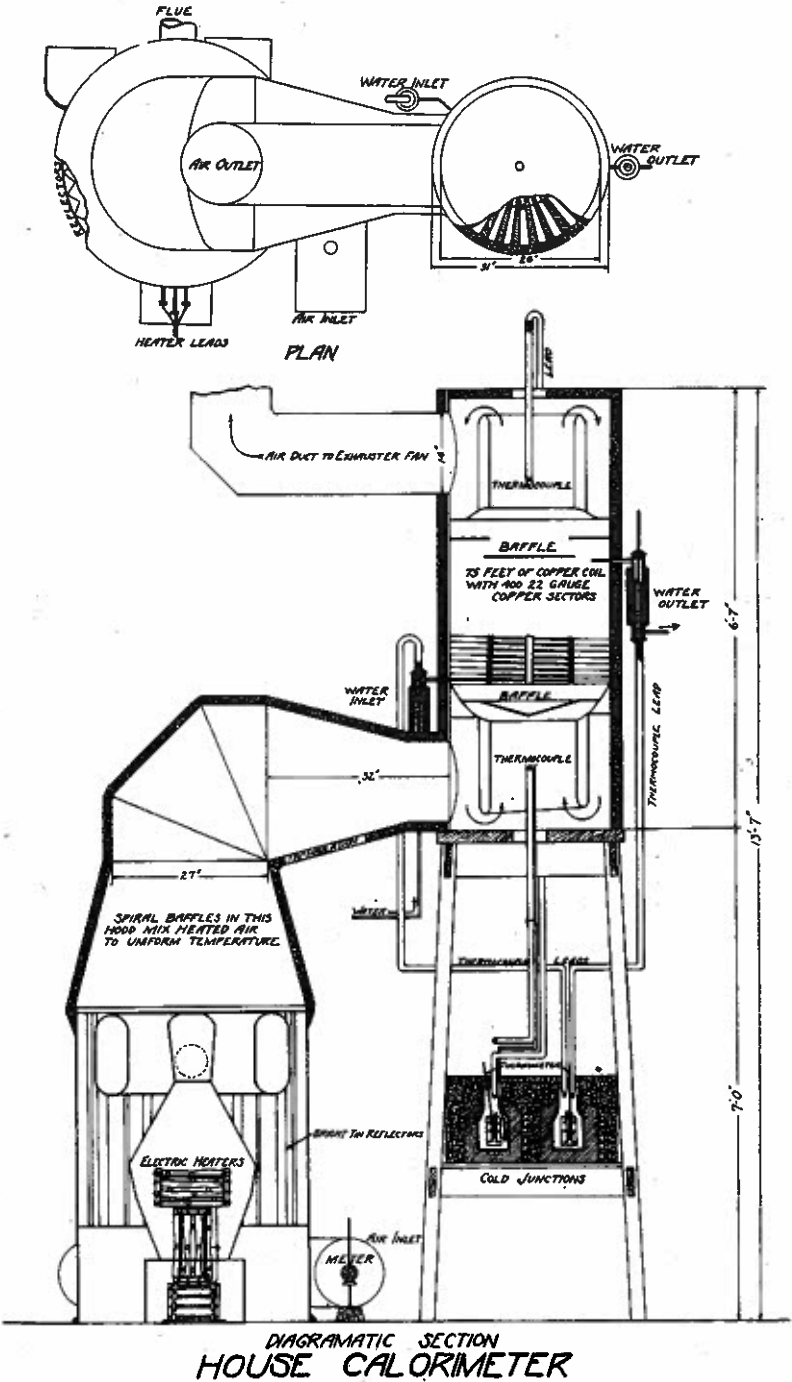 FLUE
WATER INLET
AIR OUTLET
WATER
OUTLET
REFLECTORS
26"
31"
AIR INLET
HEATER LEADS
PLAN
LEAD
AIR DUCT TO EXHAUSTER FAN
14"
THERMOCOUPLE
BAFFLE
75 FEET OF COPPER COIL
WITH 400 22 GAUGE
COPPER SECTORS
WATER
OUTLET
6'-7"
WATER
INLET
BAFFLE
THERMOCOUPLE LEAD
THERMOCOUPLE
32"
13'-7"
INSULATION
27"
SPIRAL BAFFLES IN THIS
HOOD MIX HEATED AIR
TO UNIFORM TEMPERATURE
WATER
THERMOCOUPLE LEADS
THERMOMETER
7'-0"
BRIGHT TIN REFLECTORS
ELECTRIC HEATERS
COLD JUNCTIONS
AIR INLET
METER
DIAGRAMATIC SECTION
HOUSE CALORIMETER